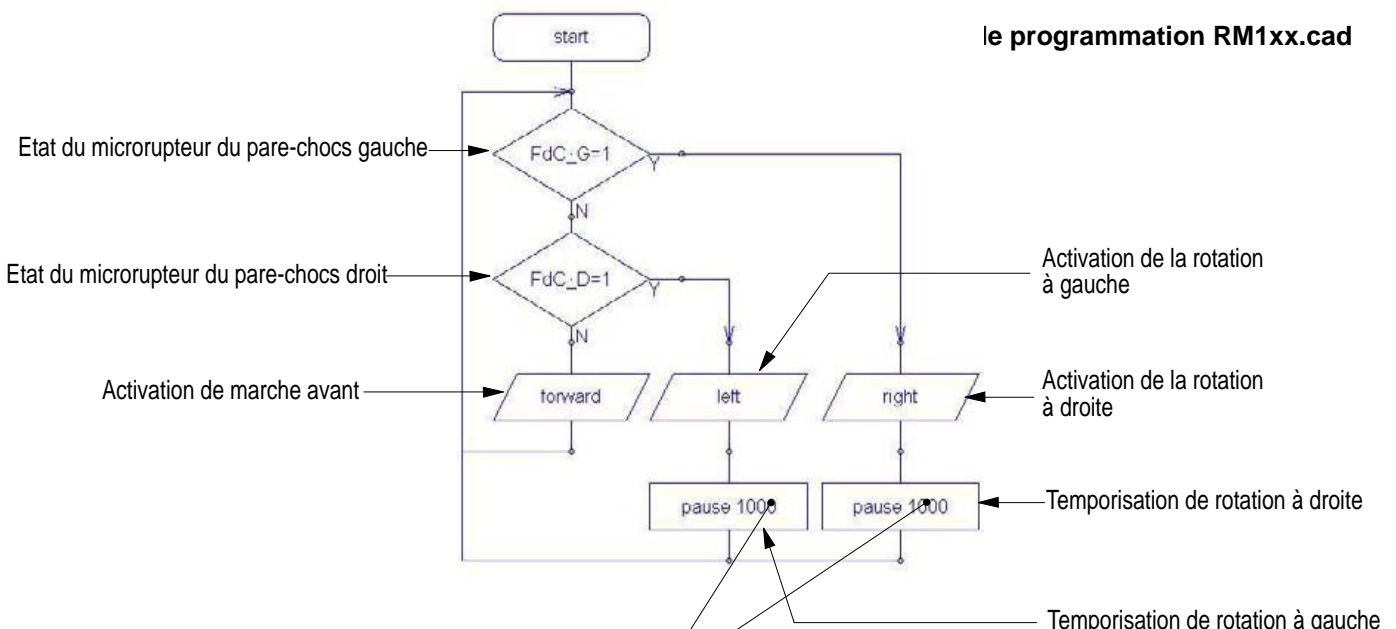 start
le programmation RM1xx.cad
Etat du microrupteur du pare-chocs gauche
FdC_G=1
Y
N
Etat du microrupteur du pare-chocs droit
FdC_D=1
Y
N
Activation de la rotation
à gauche
Activation de marche avant
forward
left
right
Activation de la rotation
à droite
pause 1000
pause 1000
Temporisation de rotation à droite
Temporisation de rotation à gauche